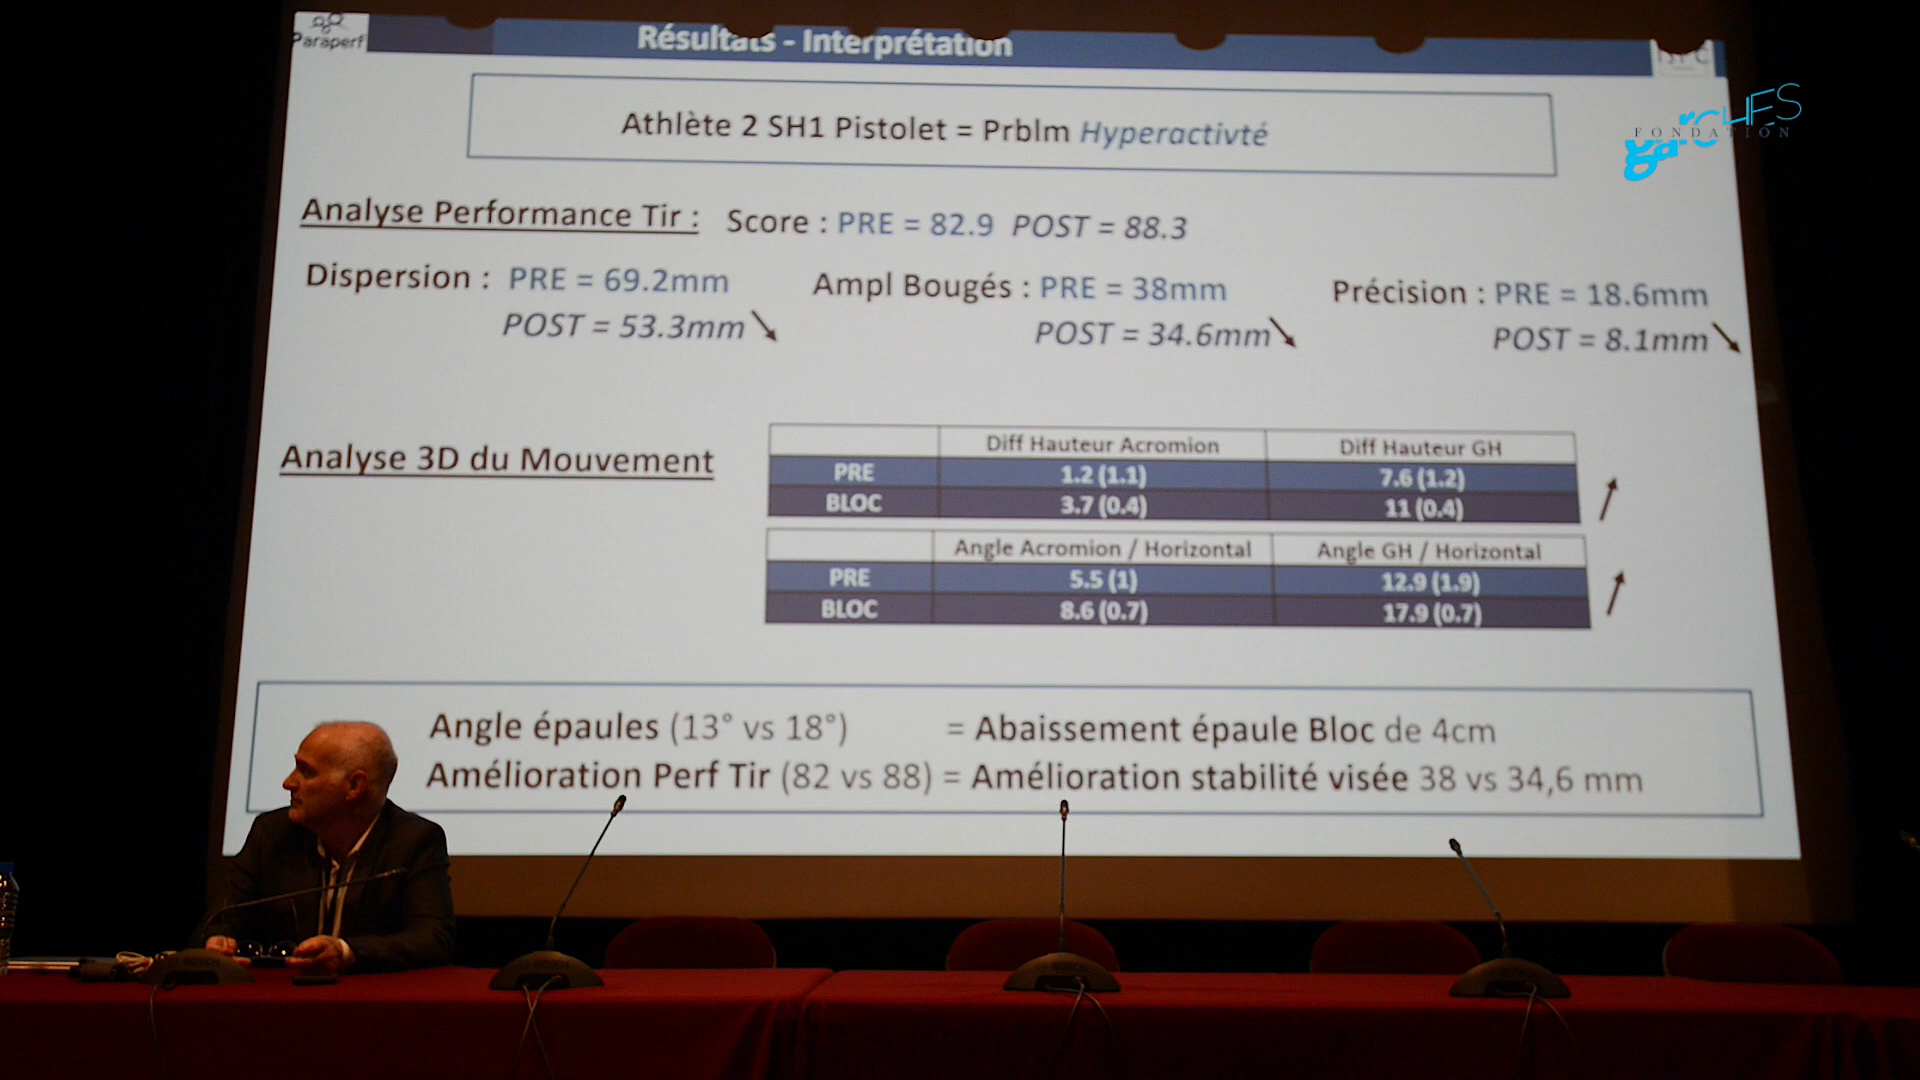 Paraperf
Résultats - Interprétation
garches
FONDATION
Athlète 2 SH1 Pistolet = Prblm Hyperactivté
Analyse Performance Tir : Score : PRE = 82.9 POST = 88.3
Dispersion : PRE = 69.2mm Ampl Bougés : PRE = 38mm Précision : PRE = 18.6mm
POST = 53.3mm POST = 34.6mm POST = 8.1mm
Analyse 3D du Mouvement
Diff Hauteur Acromion Diff Hauteur GH
PRE 1.2 (1.1) 7.6 (1.2)
BLOC 3.7 (0.4) 11 (0.4)
Angle Acromion / Horizontal Angle GH / Horizontal
PRE 5.5 (1) 12.9 (1.9)
BLOC 8.6 (0.7) 17.9 (0.7)
Angle épaules (13° vs 18°) = Abaissement épaule Bloc de 4cm
Amélioration Perf Tir (82 vs 88) = Amélioration stabilité visée 38 vs 34,6 mm
BOSCH